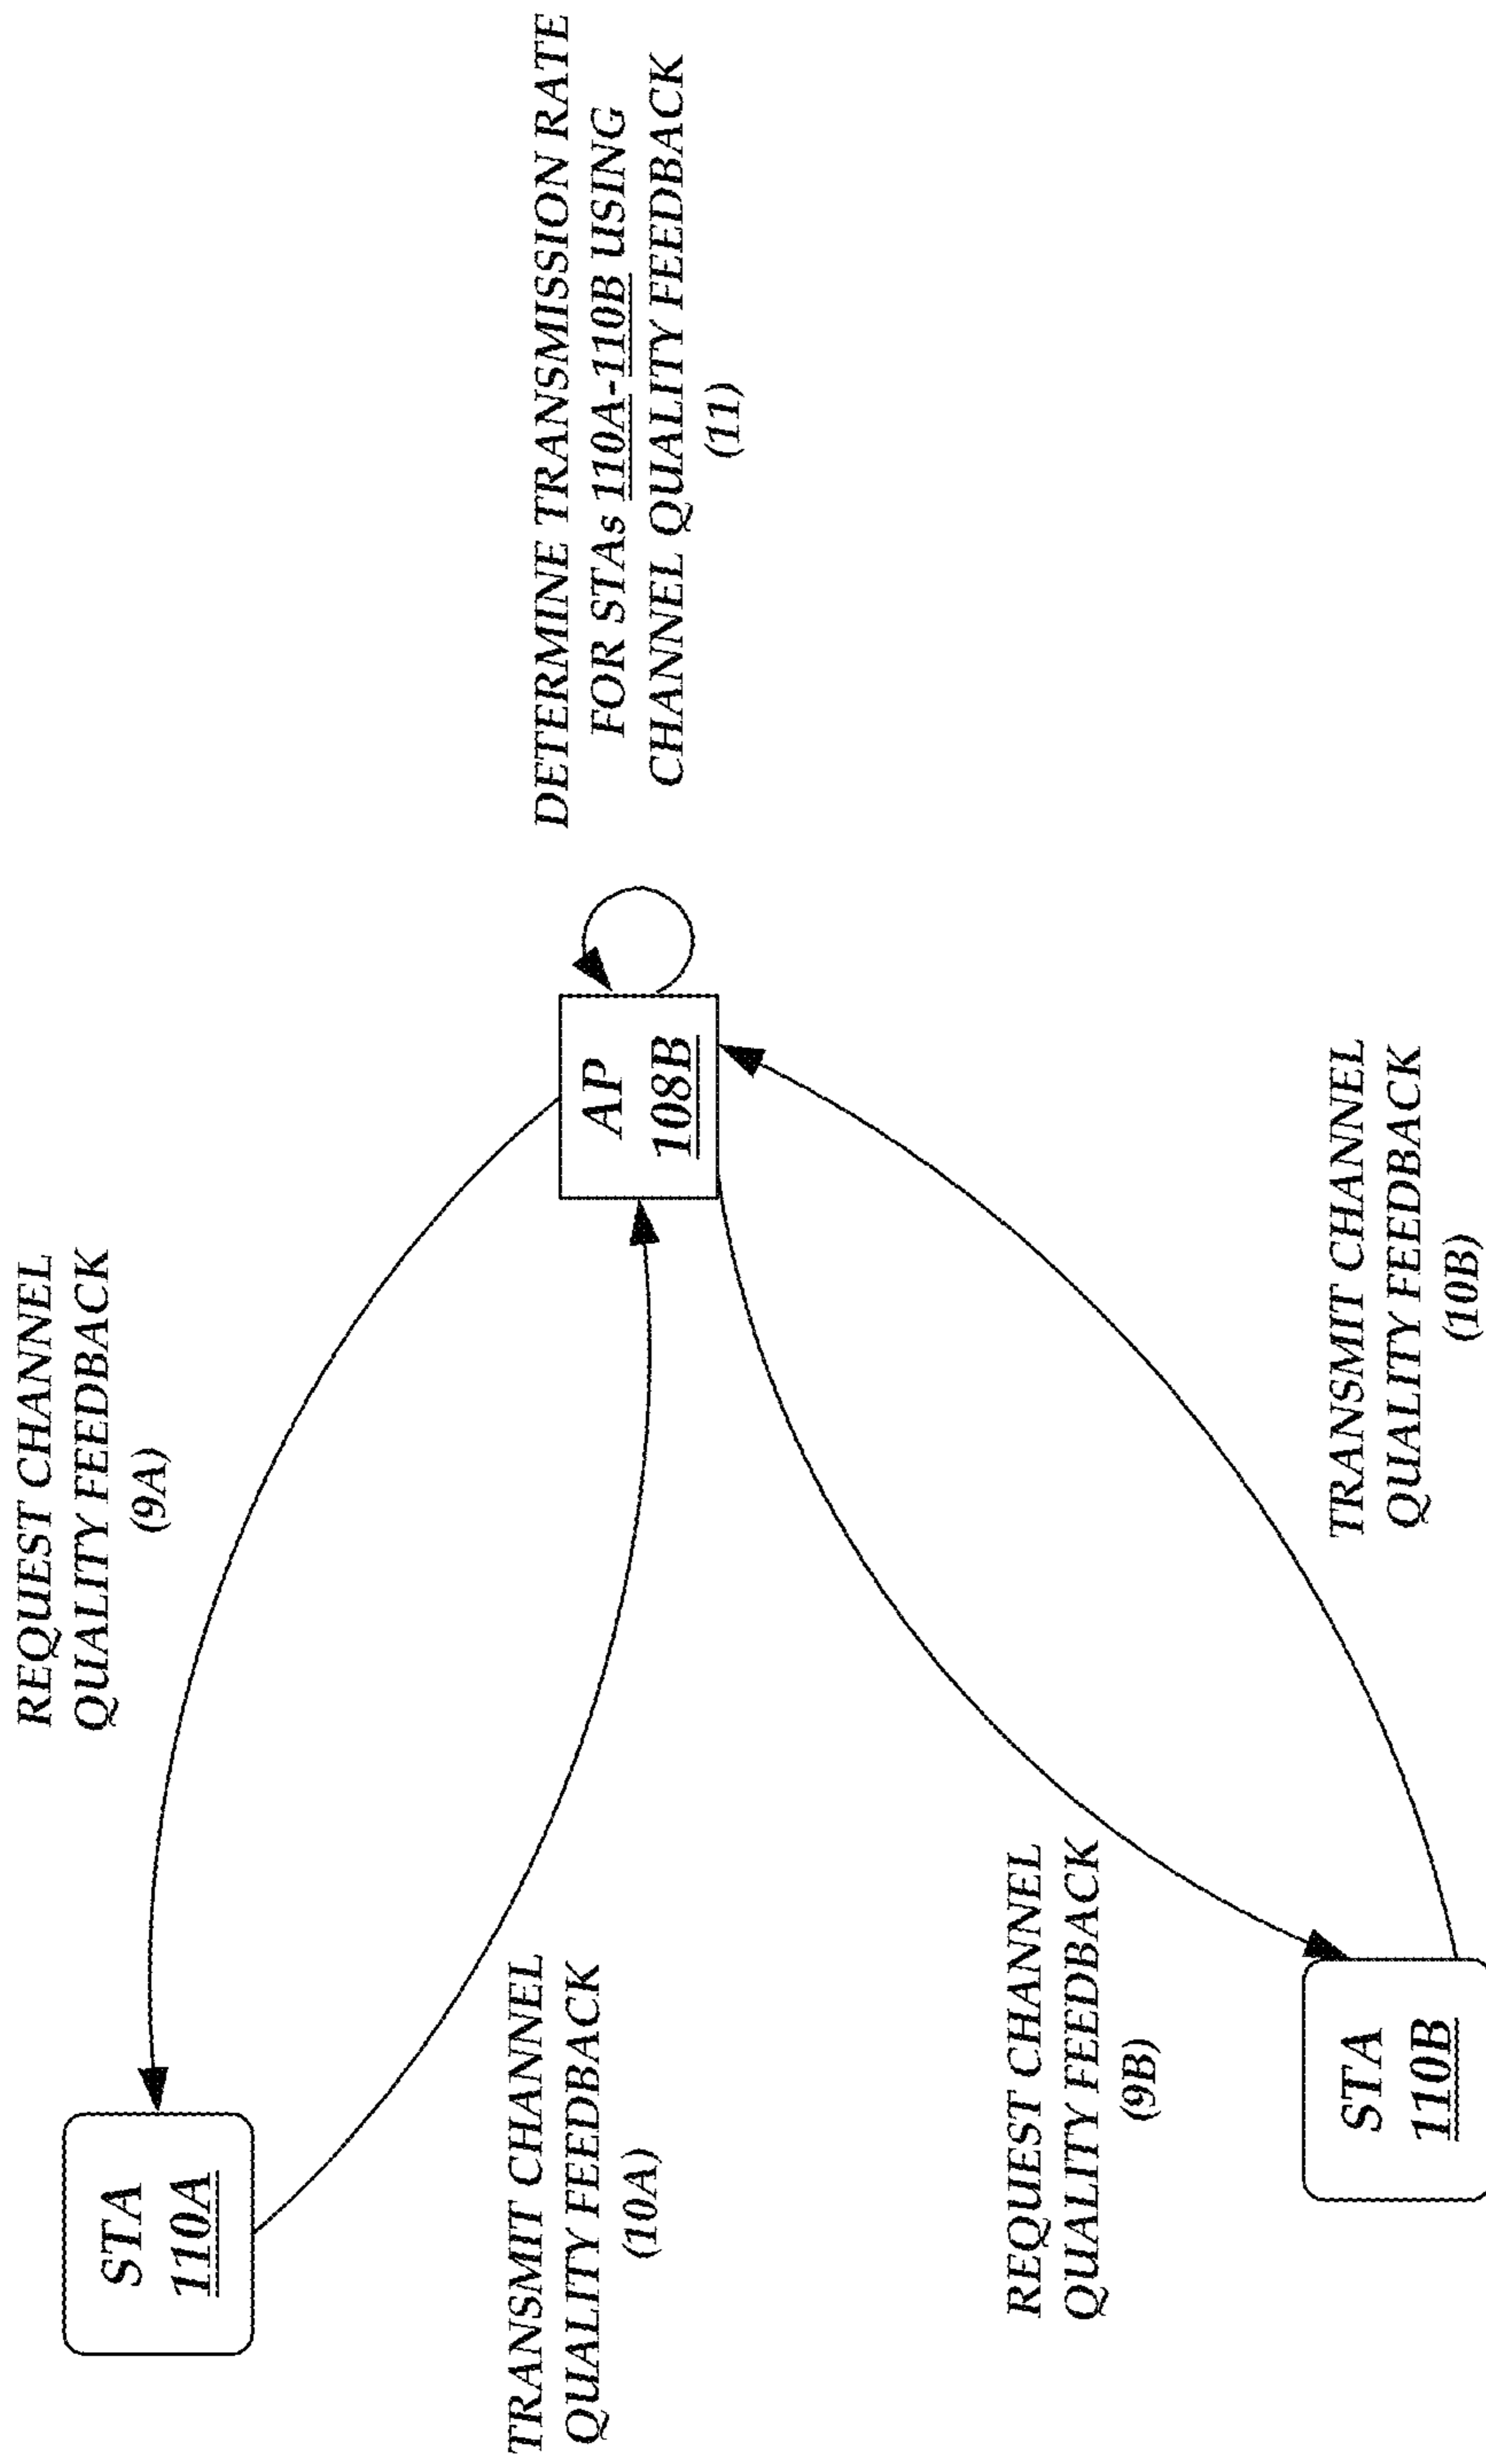 REQUEST CHANNEL
QUALITY FEEDBACK
(9A)
STA
110A
TRANSMIT CHANNEL
QUALITY FEEDBACK
(10A)
AP
108B
DETERMINE TRANSMISSION RATE
FOR STAs 110A-110B USING
CHANNEL QUALITY FEEDBACK
(11)
REQUEST CHANNEL
QUALITY FEEDBACK
(9B)
STA
110B
TRANSMIT CHANNEL
QUALITY FEEDBACK
(10B)